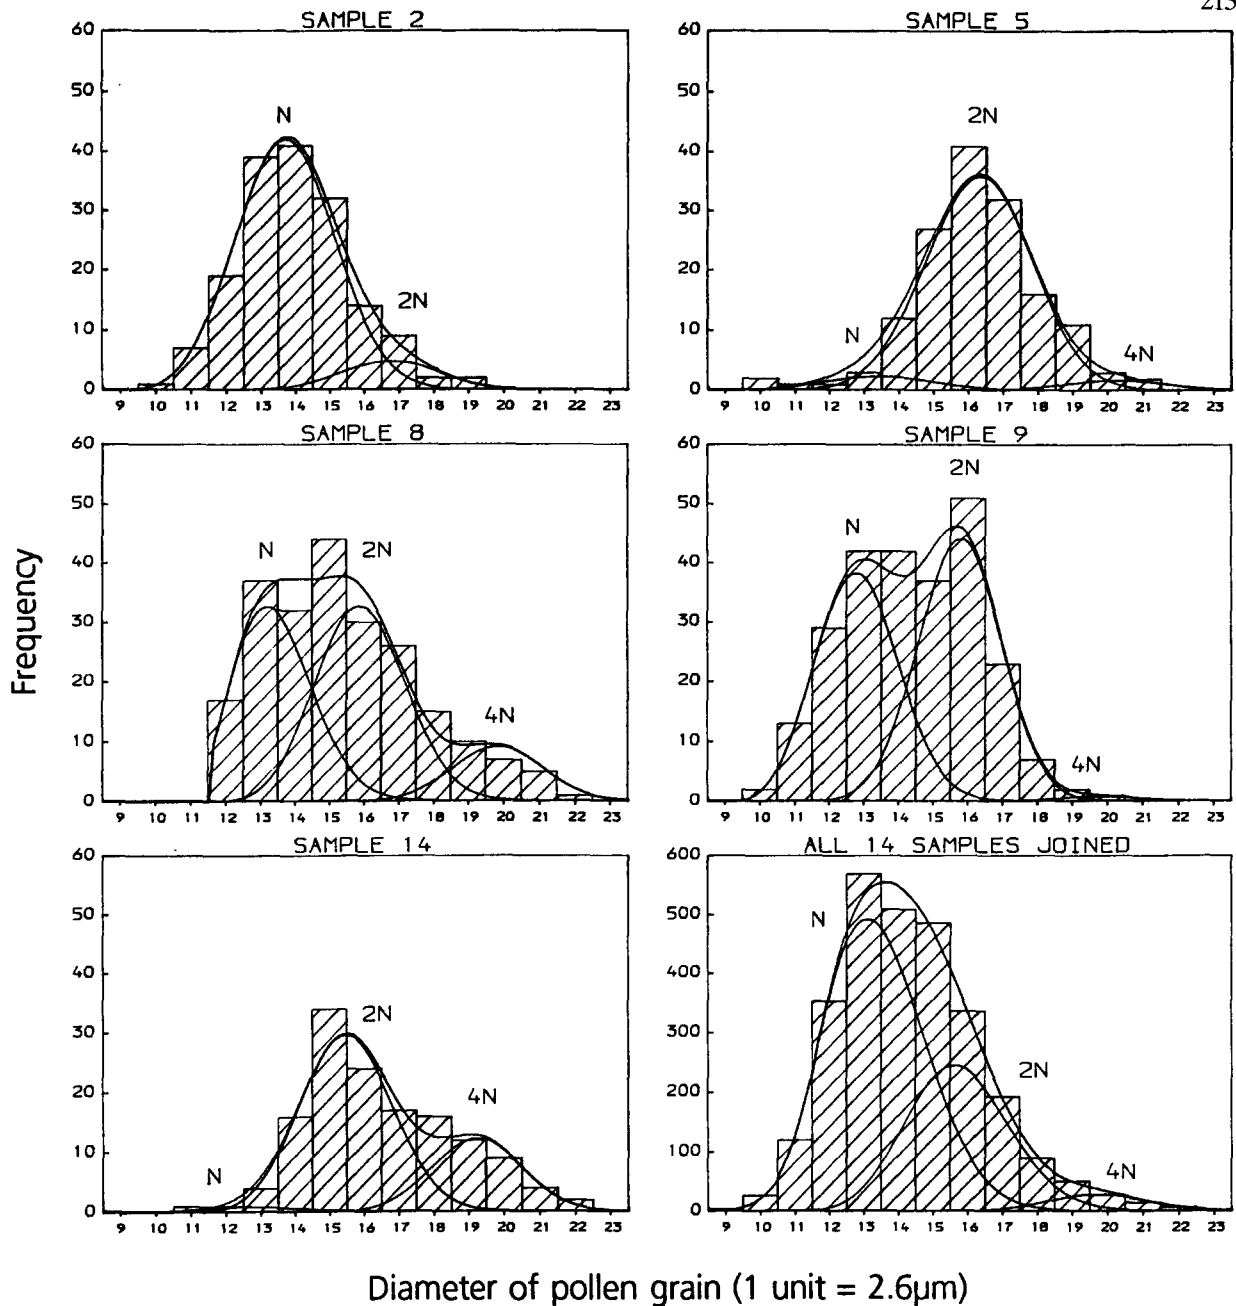 213
SAMPLE 2
60
50
40
30
20
10
0
N
2N
9 10 11 12 13 14 15 16 17 18 19 20 21 22 23
SAMPLE 5
60
50
40
30
20
10
0
N
2N
4N
9 10 11 12 13 14 15 16 17 18 19 20 21 22 23
SAMPLE 8
60
50
40
30
20
10
0
N
2N
4N
9 10 11 12 13 14 15 16 17 18 19 20 21 22 23
SAMPLE 9
60
50
40
30
20
10
0
N
2N
4N
9 10 11 12 13 14 15 16 17 18 19 20 21 22 23
SAMPLE 14
60
50
40
30
20
10
0
N
2N
4N
9 10 11 12 13 14 15 16 17 18 19 20 21 22 23
ALL 14 SAMPLES JOINED
600
500
400
300
200
100
0
N
2N
4N
9 10 11 12 13 14 15 16 17 18 19 20 21 22 23
Frequency
Diameter of pollen grain (1 unit = 2.6µm)